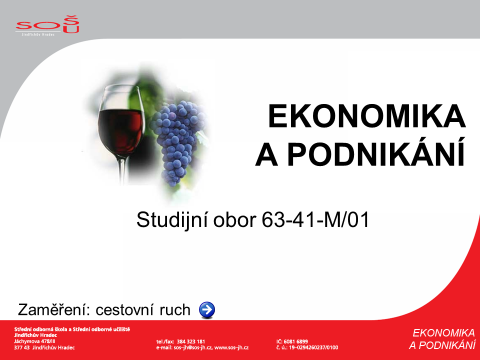 SOŠ
U
EKONOMIKA
A PODNIKÁNÍ
Studijní obor 63-41-M/01
Zaměření: cestovní ruch
Střední odborná škola a Střední odborné učiliště
Jindřichův Hradec
Jáchymova 478/III
377 43 Jindřichův Hradec
tel./fax: 384 323 181
e-mail: sos-jh@sos-jh.cz, www.sos-jh.cz
IČ: 6081 6899
č. ú.: 19-0294260237/0100
EKONOMIKA
A PODNIKÁNÍ